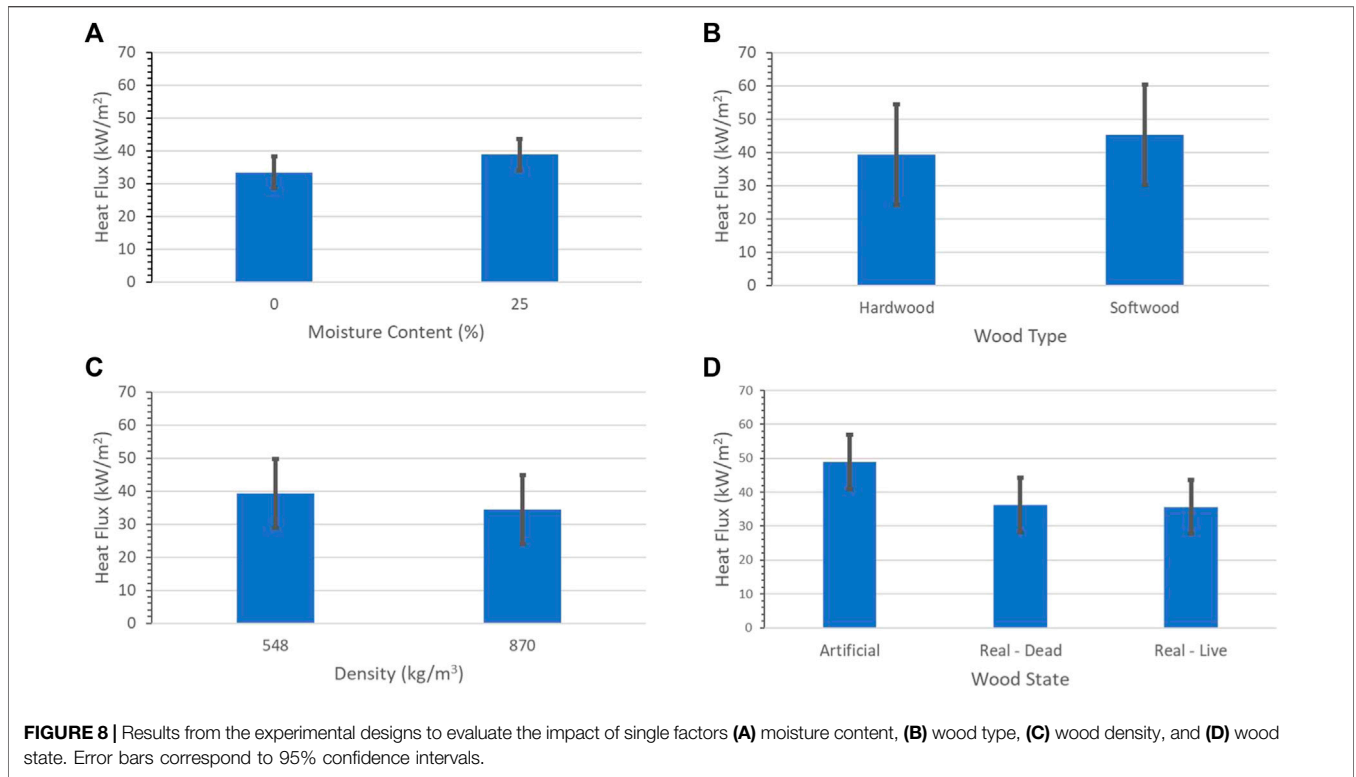 A
70
60
50
40
30
20
10
0
Heat Flux (kW/m²)
0 25
Moisture Content (%)
B
70
60
50
40
30
20
10
0
Heat Flux (kW/m²)
Hardwood Softwood
Wood Type
C
70
60
50
40
30
20
10
0
Heat Flux (kW/m²)
548 870
Density (kg/m³)
D
70
60
50
40
30
20
10
0
Heat Flux (kW/m²)
Artificial Real - Dead Real - Live
Wood State
FIGURE 8 | Results from the experimental designs to evaluate the impact of single factors (A) moisture content, (B) wood type, (C) wood density, and (D) wood
state. Error bars correspond to 95% confidence intervals.